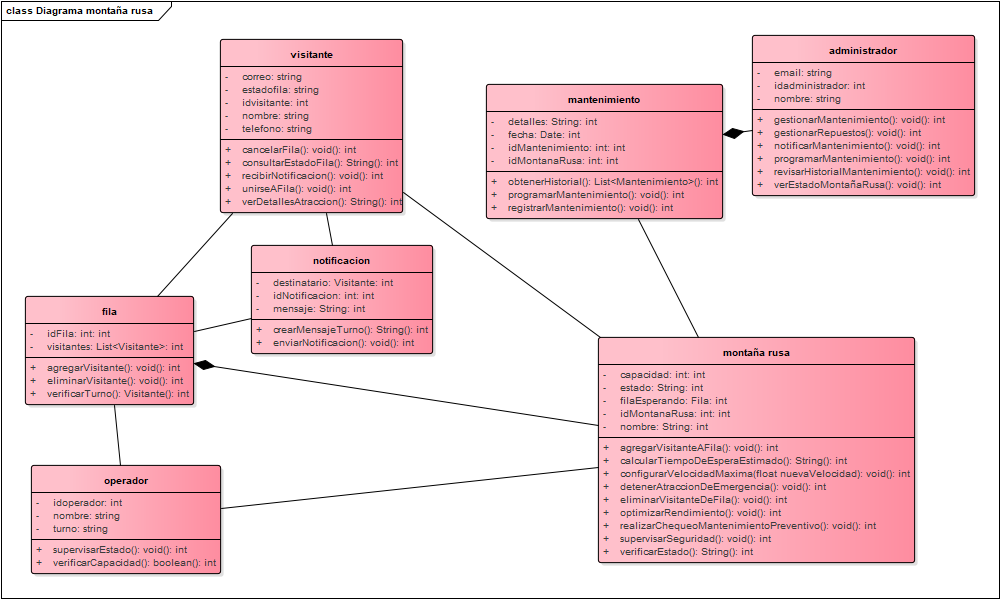 class Diagrama montaña rusa
visitante
- correo: string
- estadofila: string
- idvisitante: int
- nombre: string
- telefono: string
+ cancelarFila(): void(): int
+ consultarEstadoFila(): String(): int
+ recibirNotificacion(): void(): int
+ unirseAFila(): void(): int
+ verDetallesAtraccion(): String(): int
mantenimiento
- detalles: String: int
- fecha: Date: int
- idMantenimiento: int: int
- idMontanaRusa: int: int
+ obtenerHistorial(): List<Mantenimiento>(): int
+ programarMantenimiento(): void(): int
+ registrarMantenimiento(): void(): int
administrador
- email: string
- idadministrador: int
- nombre: string
+ gestionarMantenimiento(): void(): int
+ gestionarRepuestos(): void(): int
+ notificarMantenimiento(): void(): int
+ programarMantenimiento(): void(): int
+ revisarHistorialMantenimiento(): void(): int
+ verEstadoMontañaRusa(): void(): int
notificacion
- destinatario: Visitante: int
- idNotificacion: int: int
- mensaje: String: int
+ crearMensajeTurno(): String(): int
+ enviarNotificacion(): void(): int
fila
- idFila: int: int
- visitantes: List<Visitante>: int
+ agregarVisitante(): void(): int
+ eliminarVisitante(): void(): int
+ verificarTurno(): Visitante(): int
montaña rusa
- capacidad: int: int
- estado: String: int
- filaEsperando: Fila: int
- idMontanaRusa: int: int
- nombre: String: int
+ agregarVisitanteAFila(): void(): int
+ calcularTiempoDeEsperaEstimado(): String(): int
+ configurarVelocidadMaxima(float nuevaVelocidad): void(): int
+ detenerAtraccionDeEmergencia(): void(): int
+ eliminarVisitanteDeFila(): void(): int
+ optimizarRendimiento(): void(): int
+ realizarChequeoMantenimientoPreventivo(): void(): int
+ supervisarSeguridad(): void(): int
+ verificarEstado(): String(): int
operador
- idoperador: int
- nombre: string
- turno: string
+ supervisarEstado(): void(): int
+ verificarCapacidad(): boolean(): int